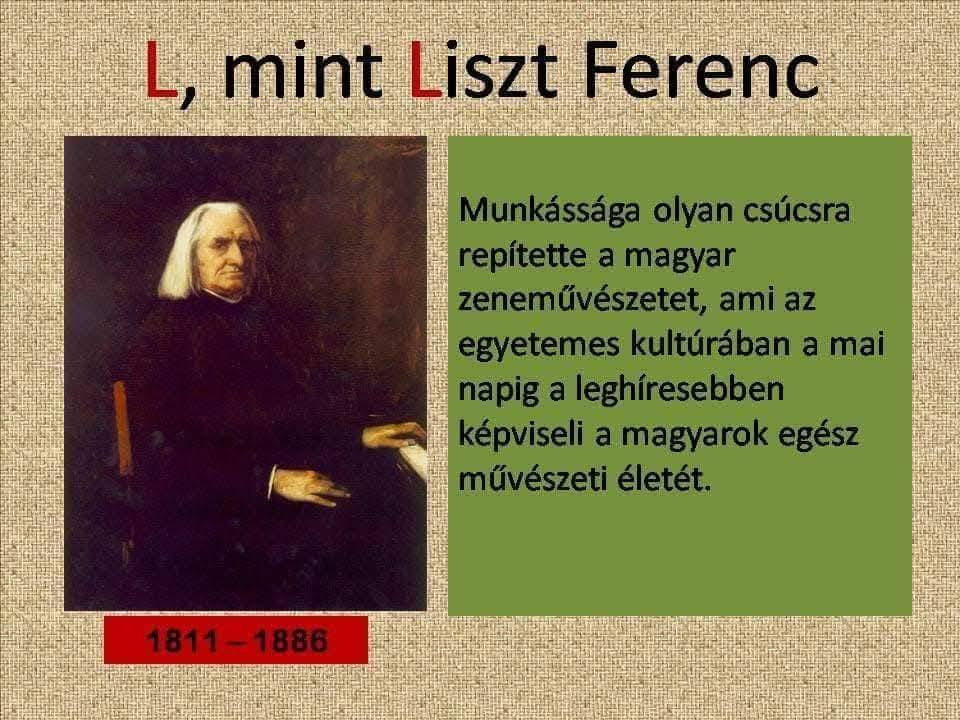 L, mint Liszt Ferenc
Munkássága olyan csúcsra
repítette a magyar
zeneművészetet, ami az
egyetemes kultúrában a mai
napig a leghíresebben
képviseli a magyarok egész
művészeti életét.
1811 – 1886